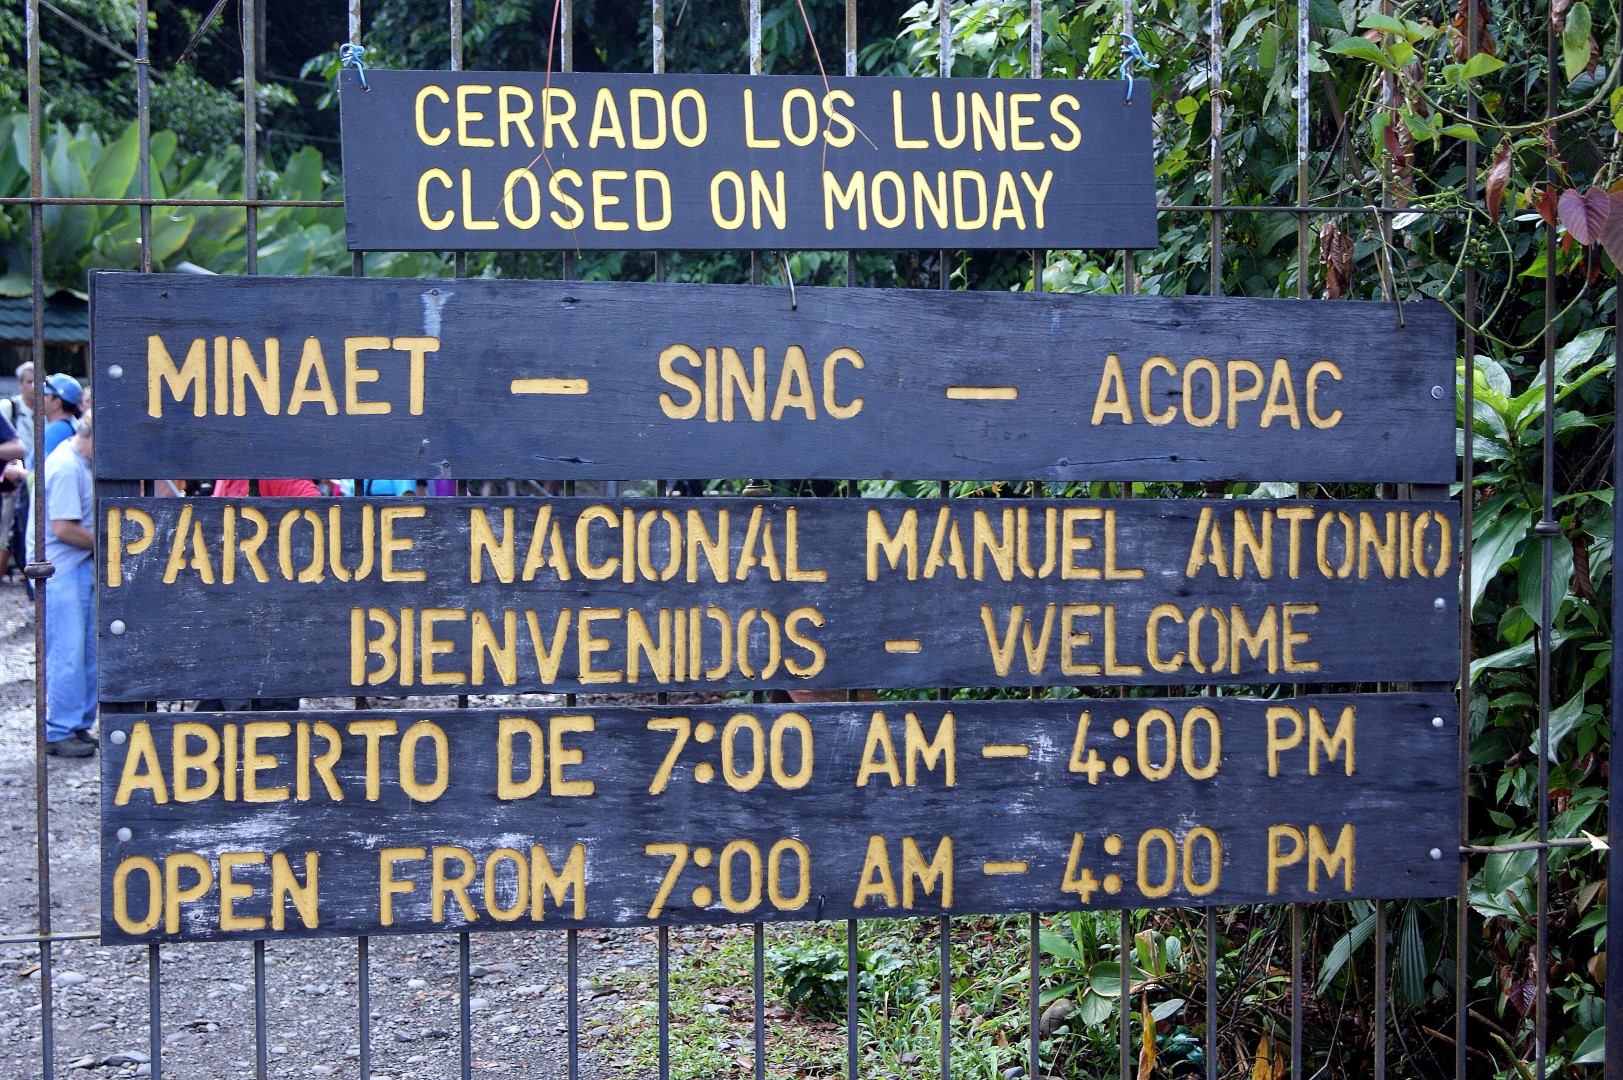 CERRADO LOS LUNES
CLOSED ON MONDAY
MINAET - SINAC - ACOPAC
PARQUE NACIONAL MANUEL ANTONIO
BIENVENIDOS - WELCOME
ABIERTO DE 7:00 AM - 4:00 PM
OPEN FROM 7:00 AM - 4:00 PM